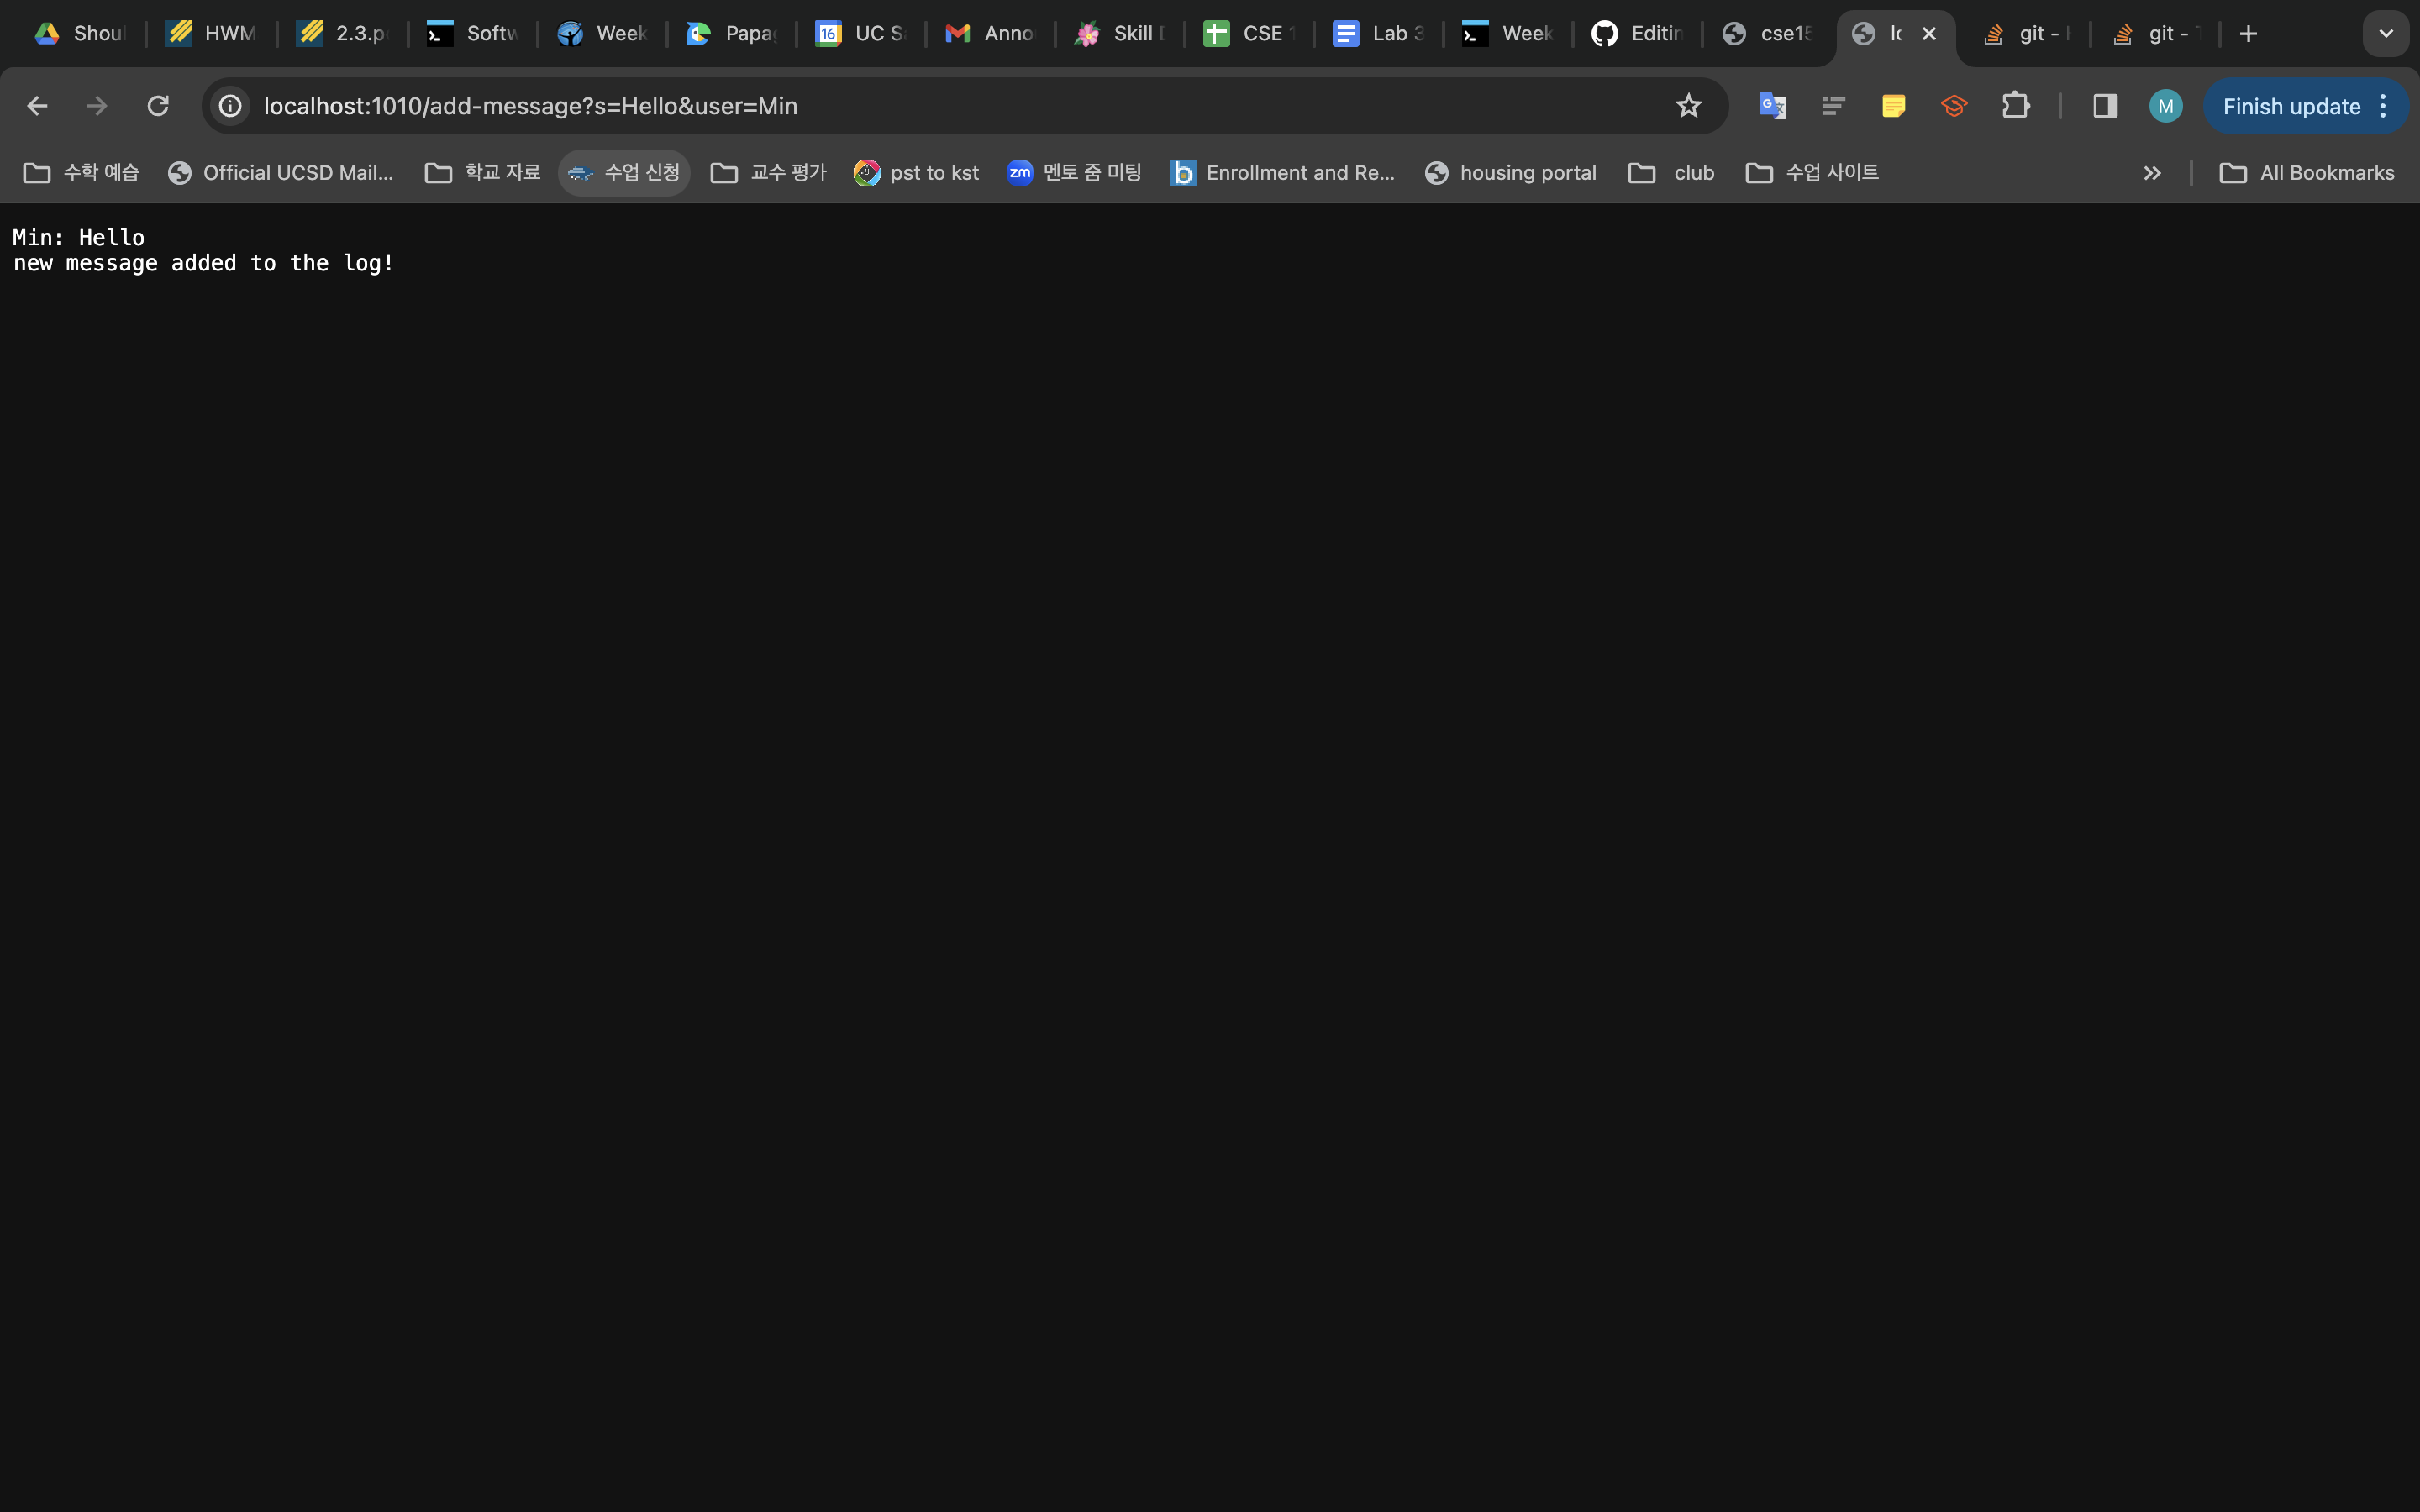 Shoul HWM 2.3.p Softw Week Papa UC S Anno Skill CSE 1 Lab 3 Week Editin cse15 lo git - git -
localhost:1010/add-message?s=Hello&user=Min
M Finish update
수학 예습 Official UCSD Mail... 학교 자료 수업 신청 교수 평가 pst to kst zm 멘토 줌 미팅 Enrollment and Re... housing portal club 수업 사이트 All Bookmarks
Min: Hello
new message added to the log!